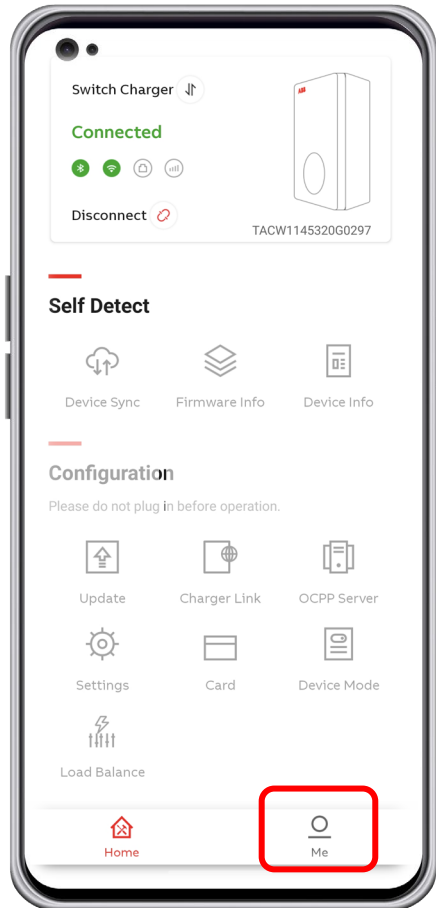 Switch Charger
ABB
Connected
Disconnect
TACW1145320G0297
Self Detect
Device Sync Firmware Info Device Info
Configuration
Please do not plug in before operation.
Update Charger Link OCPP Server
Settings Card Device Mode
Load Balance
Home Me